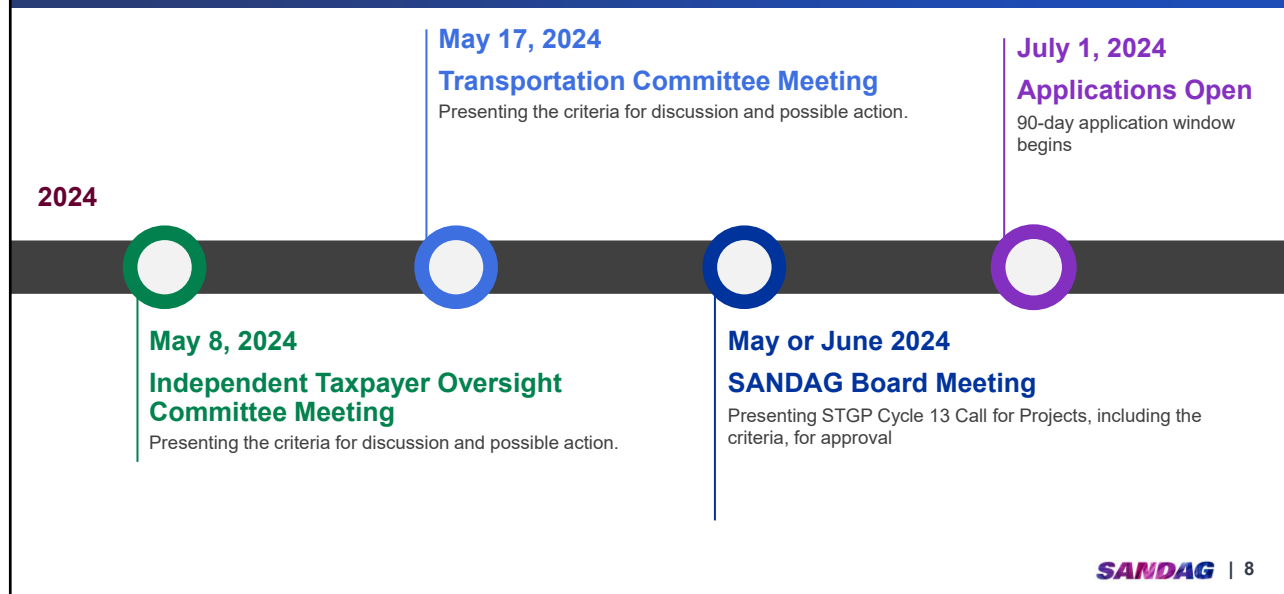 2024
May 8, 2024
Independent Taxpayer Oversight
Committee Meeting
Presenting the criteria for discussion and possible action.
May 17, 2024
Transportation Committee Meeting
Presenting the criteria for discussion and possible action.
May or June 2024
SANDAG Board Meeting
Presenting STGP Cycle 13 Call for Projects, including the
criteria, for approval
July 1, 2024
Applications Open
90-day application window
begins
SANDAG | 8